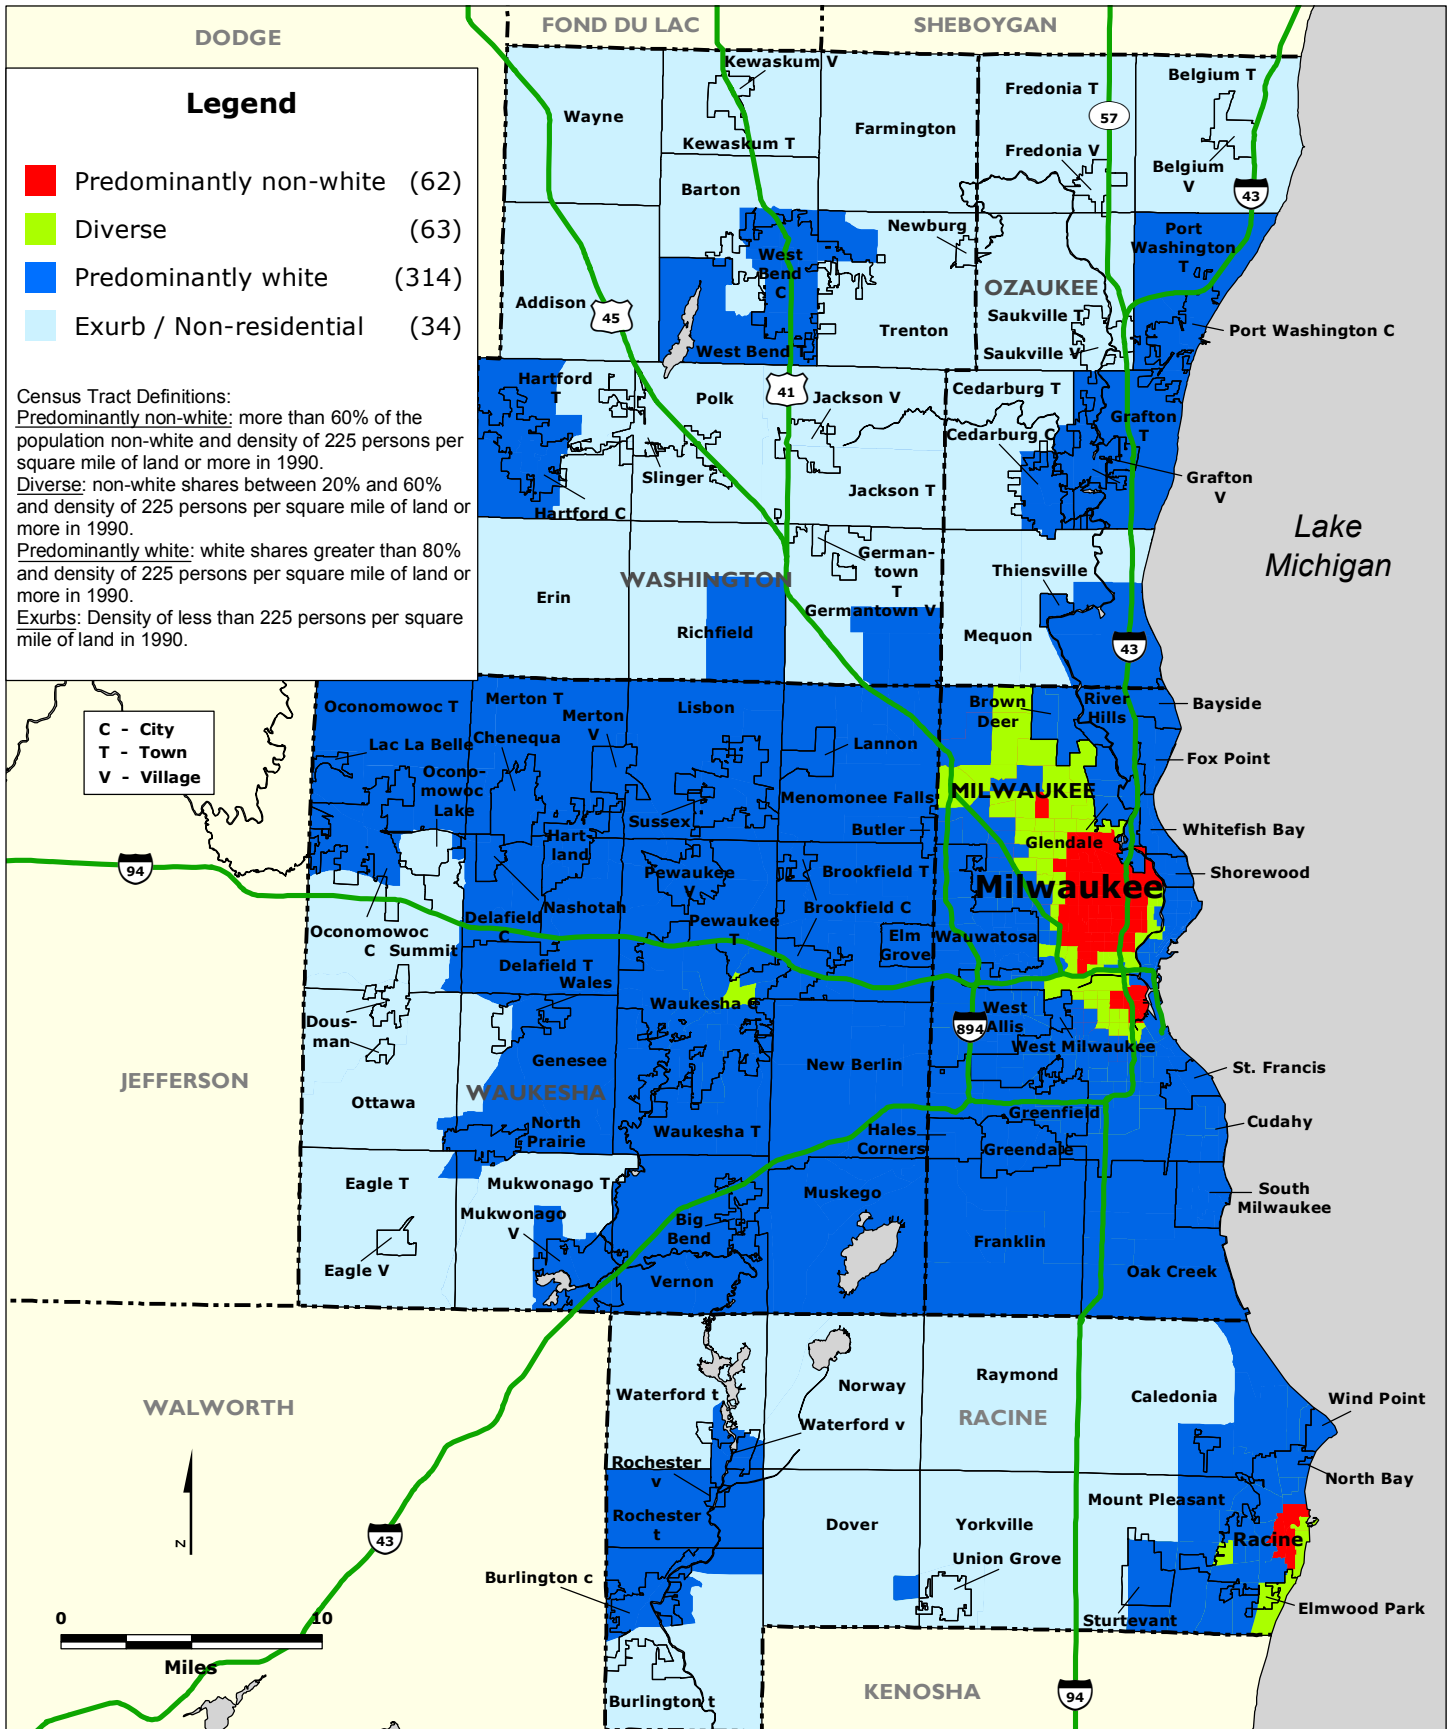 DODGE
FOND DU LAC
SHEBOYGAN
Legend
Predominantly non-white (62)
Diverse (63)
Predominantly white (314)
Exurb / Non-residential (34)
Census Tract Definitions:
Predominantly non-white: more than 60% of the
population non-white and density of 225 persons per
square mile of land or more in 1990.
Diverse: non-white shares between 20% and 60%
and density of 225 persons per square mile of land or
more in 1990.
Predominantly white: white shares greater than 80%
and density of 225 persons per square mile of land or
more in 1990.
Exurbs: Density of less than 225 persons per square
mile of land in 1990.
C - City
T - Town
V - Village
Kewaskum V
Wayne
Kewaskum T
Farmington
Fredonia T
57
Fredonia V
Belgium T
Belgium
V
43
Barton
Newburg
Port
Washington
T
West
Bend
C
Addison
45
OZAUKEE
Saukville T
Trenton
Saukville V
Port Washington C
West Bend T
Hartford
T
Polk
41
Jackson V
Cedarburg T
Grafton
T
Cedarburg C
Slinger
Jackson T
Grafton
V
Hartford C
Lake
Michigan
German-
town
T
WASHINGTON
Erin
Germantown V
Richfield
Thiensville
Mequon
43
Oconomowoc T
Merton T
Merton
V
Lisbon
Brown
Deer
River
Hills
Bayside
Lac La Belle
Chenequa
Lannon
Fox Point
Ocono-
mowoc
Lake
Menomonee Falls
MILWAUKEE
Sussex
Butler
Whitefish Bay
Hart-
land
Glendale
94
Pewaukee
V
Brookfield T
Shorewood
Milwaukee
Nashotah
Delafield
C
Brookfield C
Pewaukee
T
Elm
Grove
Wauwatosa
Oconomowoc
C
Summit
Delafield T
Wales
Waukesha C
Dous-
man
West
Allis
894
West Milwaukee
Genesee
New Berlin
St. Francis
JEFFERSON
WAUKESHA
Ottawa
Greenfield
Cudahy
North
Prairie
Waukesha T
Hales
Corners
Greendale
Eagle T
Mukwonago T
Muskego
South
Milwaukee
Mukwonago
V
Big
Bend
Franklin
Eagle V
Vernon
Oak Creek
WALWORTH
Waterford t
Norway
Raymond
Caledonia
Wind Point
RACINE
Waterford v
Rochester
v
North Bay
Mount Pleasant
Rochester
t
Dover
Yorkville
Racine
43
N
Union Grove
Burlington c
Elmwood Park
Sturtevant
0 10
Miles
Burlington t
KENOSHA
94